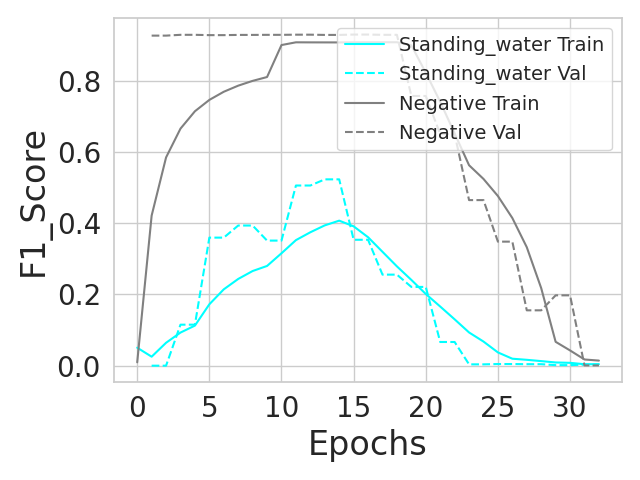 Standing_water Train
Standing_water Val
Negative Train
Negative Val
F1_Score
0.8
0.6
0.4
0.2
0.0
0 5 10 15 20 25 30
Epochs